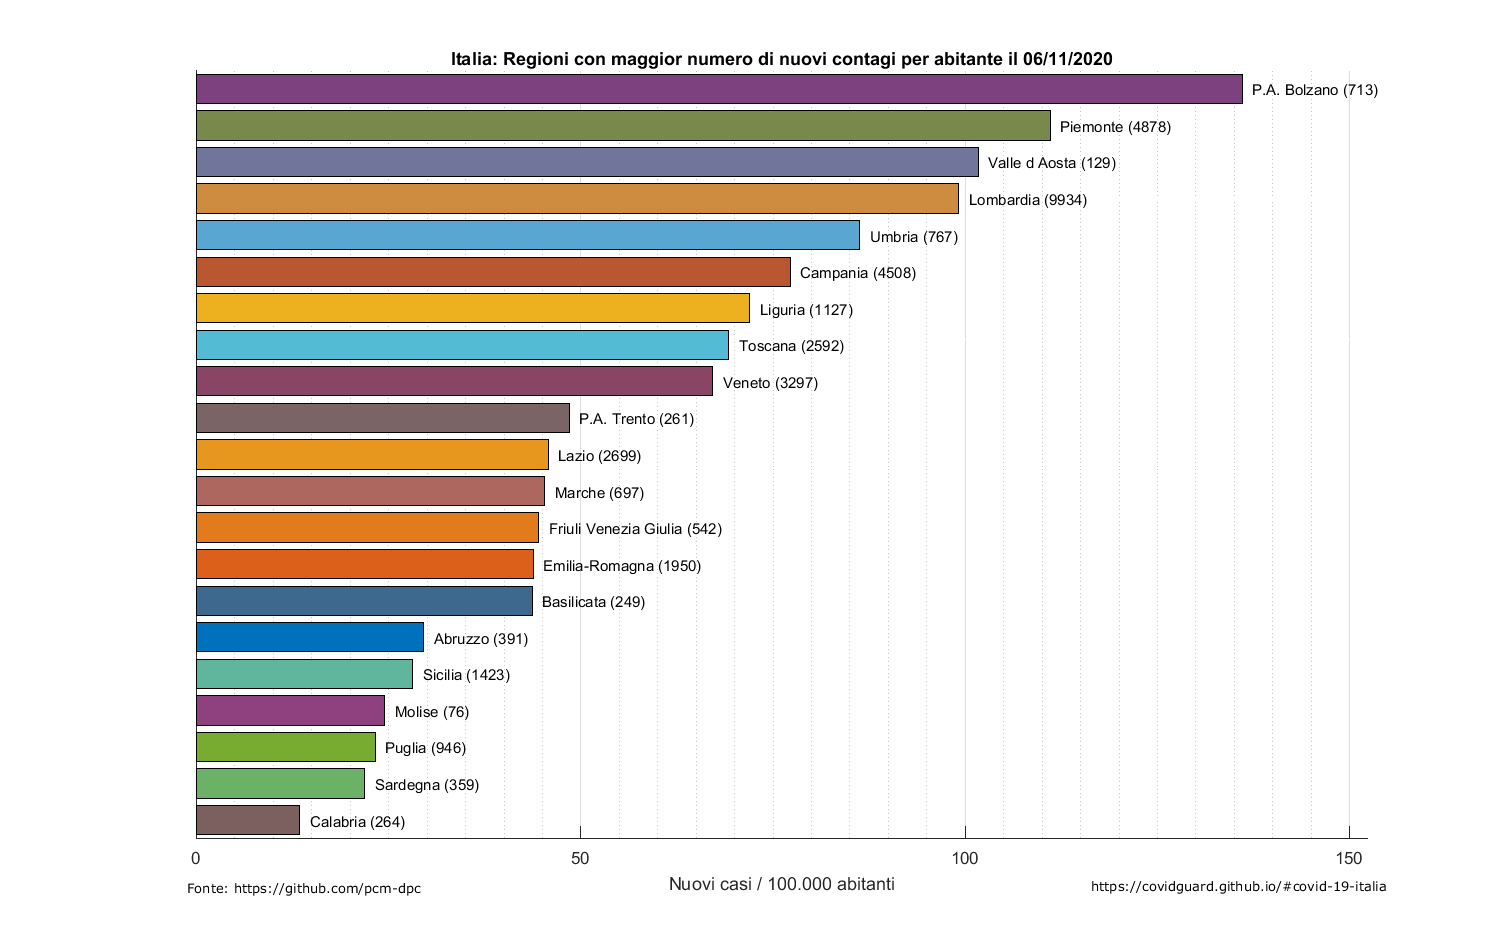 Italia: Regioni con maggior numero di nuovi contagi per abitante il 06/11/2020
P.A. Bolzano (713)
Piemonte (4878)
Valle d Aosta (129)
Lombardia (9934)
Umbria (767)
Campania (4508)
Liguria (1127)
Toscana (2592)
Veneto (3297)
P.A. Trento (261)
Lazio (2699)
Marche (697)
Friuli Venezia Giulia (542)
Emilia-Romagna (1950)
Basilicata (249)
Abruzzo (391)
Sicilia (1423)
Molise (76)
Puglia (946)
Sardegna (359)
Calabria (264)
0 50 100 150
Nuovi casi / 100.000 abitanti
Fonte: https://github.com/pcm-dpc
https://covidguard.github.io/#covid-19-italia